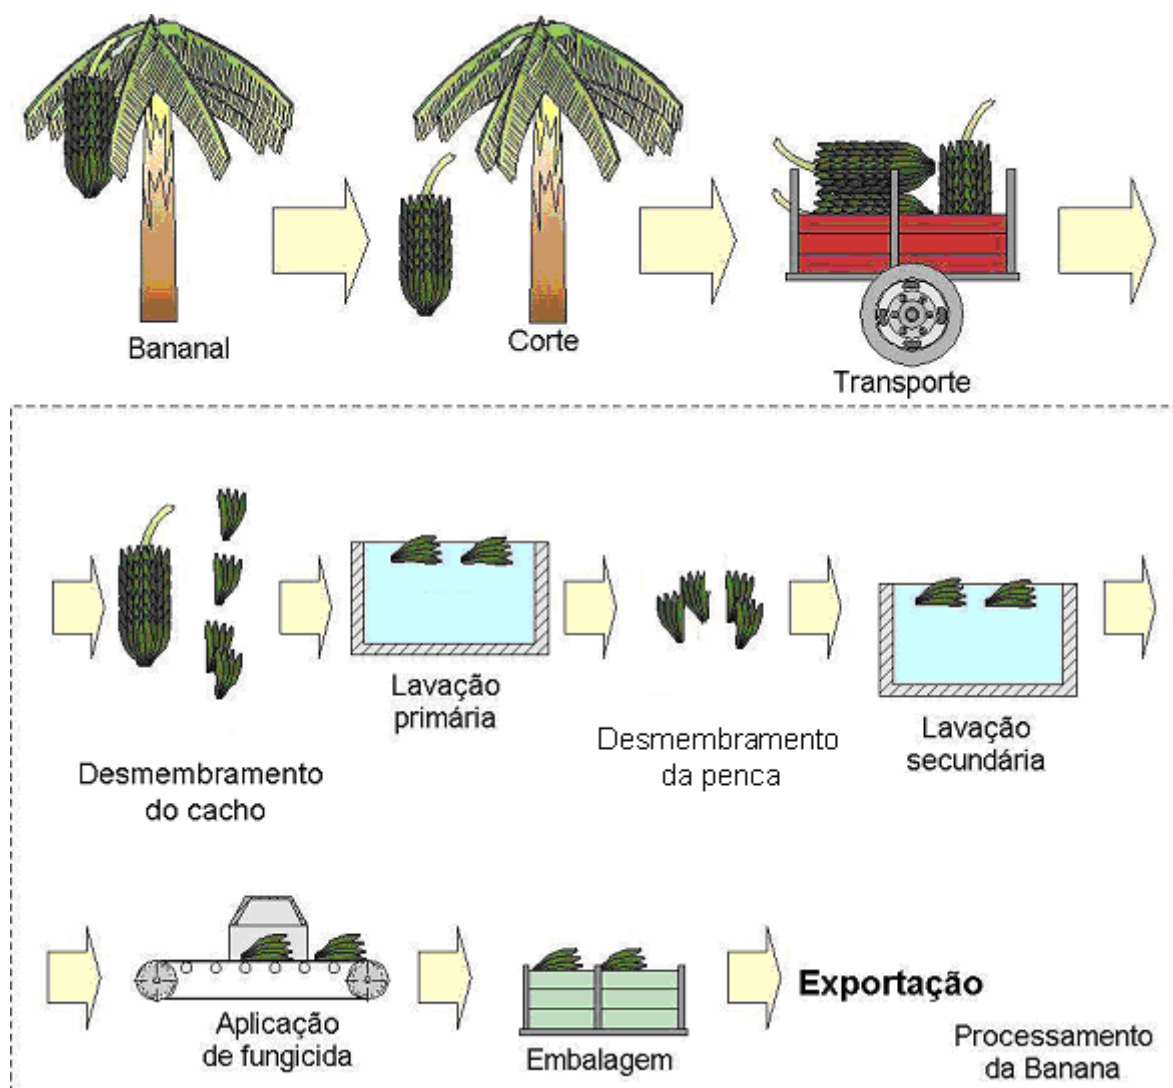 Bananal
Corte
Transporte
Desmembramento
do cacho
Lavação
primária
Desmembramento
da penca
Lavação
secundária
Aplicação
de fungicida
Embalagem
Exportação
Processamento
da Banana